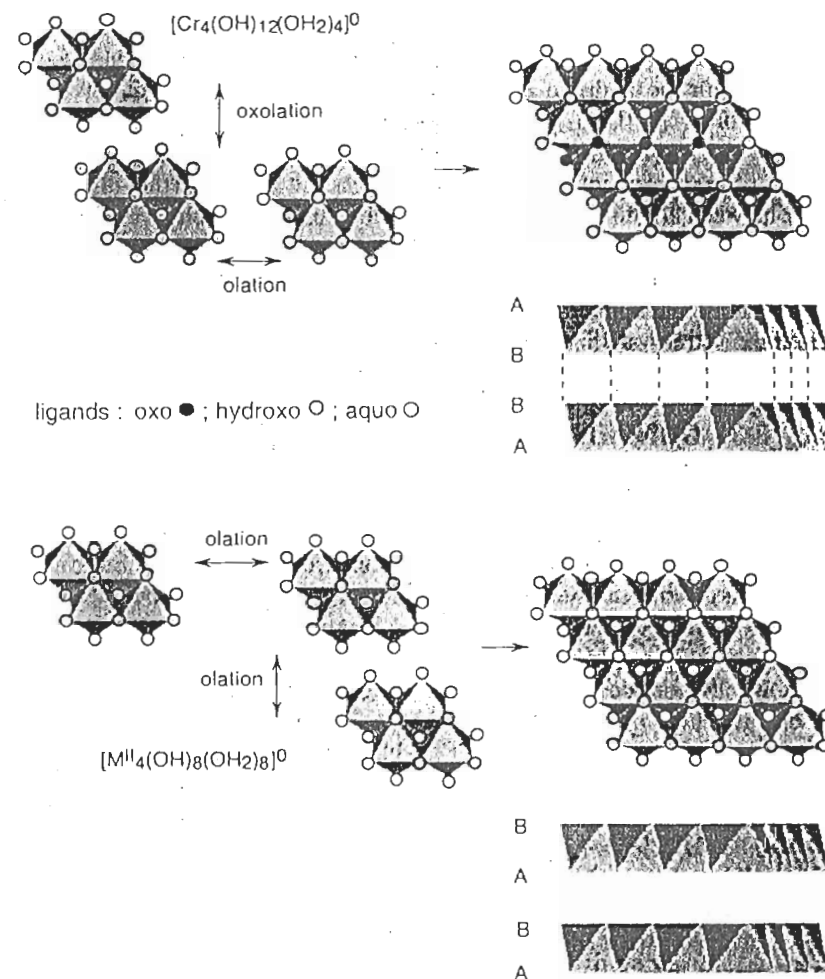 [Cr4(OH)12(OH2)4]0
oxolation
olation
A
B
B
A
ligands : oxo ● ; hydroxo O ; aquo O
olation
olation
[MII4(OH)8(OH2)8]0
B
A
B
A